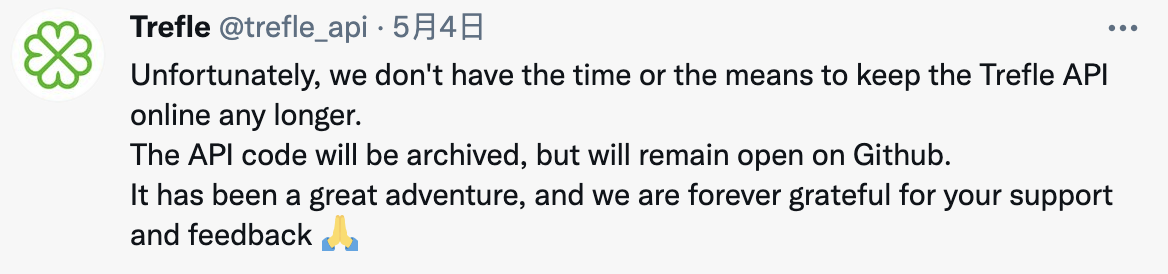 Trefle @trefle_api · 5月4日
Unfortunately, we don't have the time or the means to keep the Trefle API
online any longer.
The API code will be archived, but will remain open on Github.
It has been a great adventure, and we are forever grateful for your support
and feedback 🙏